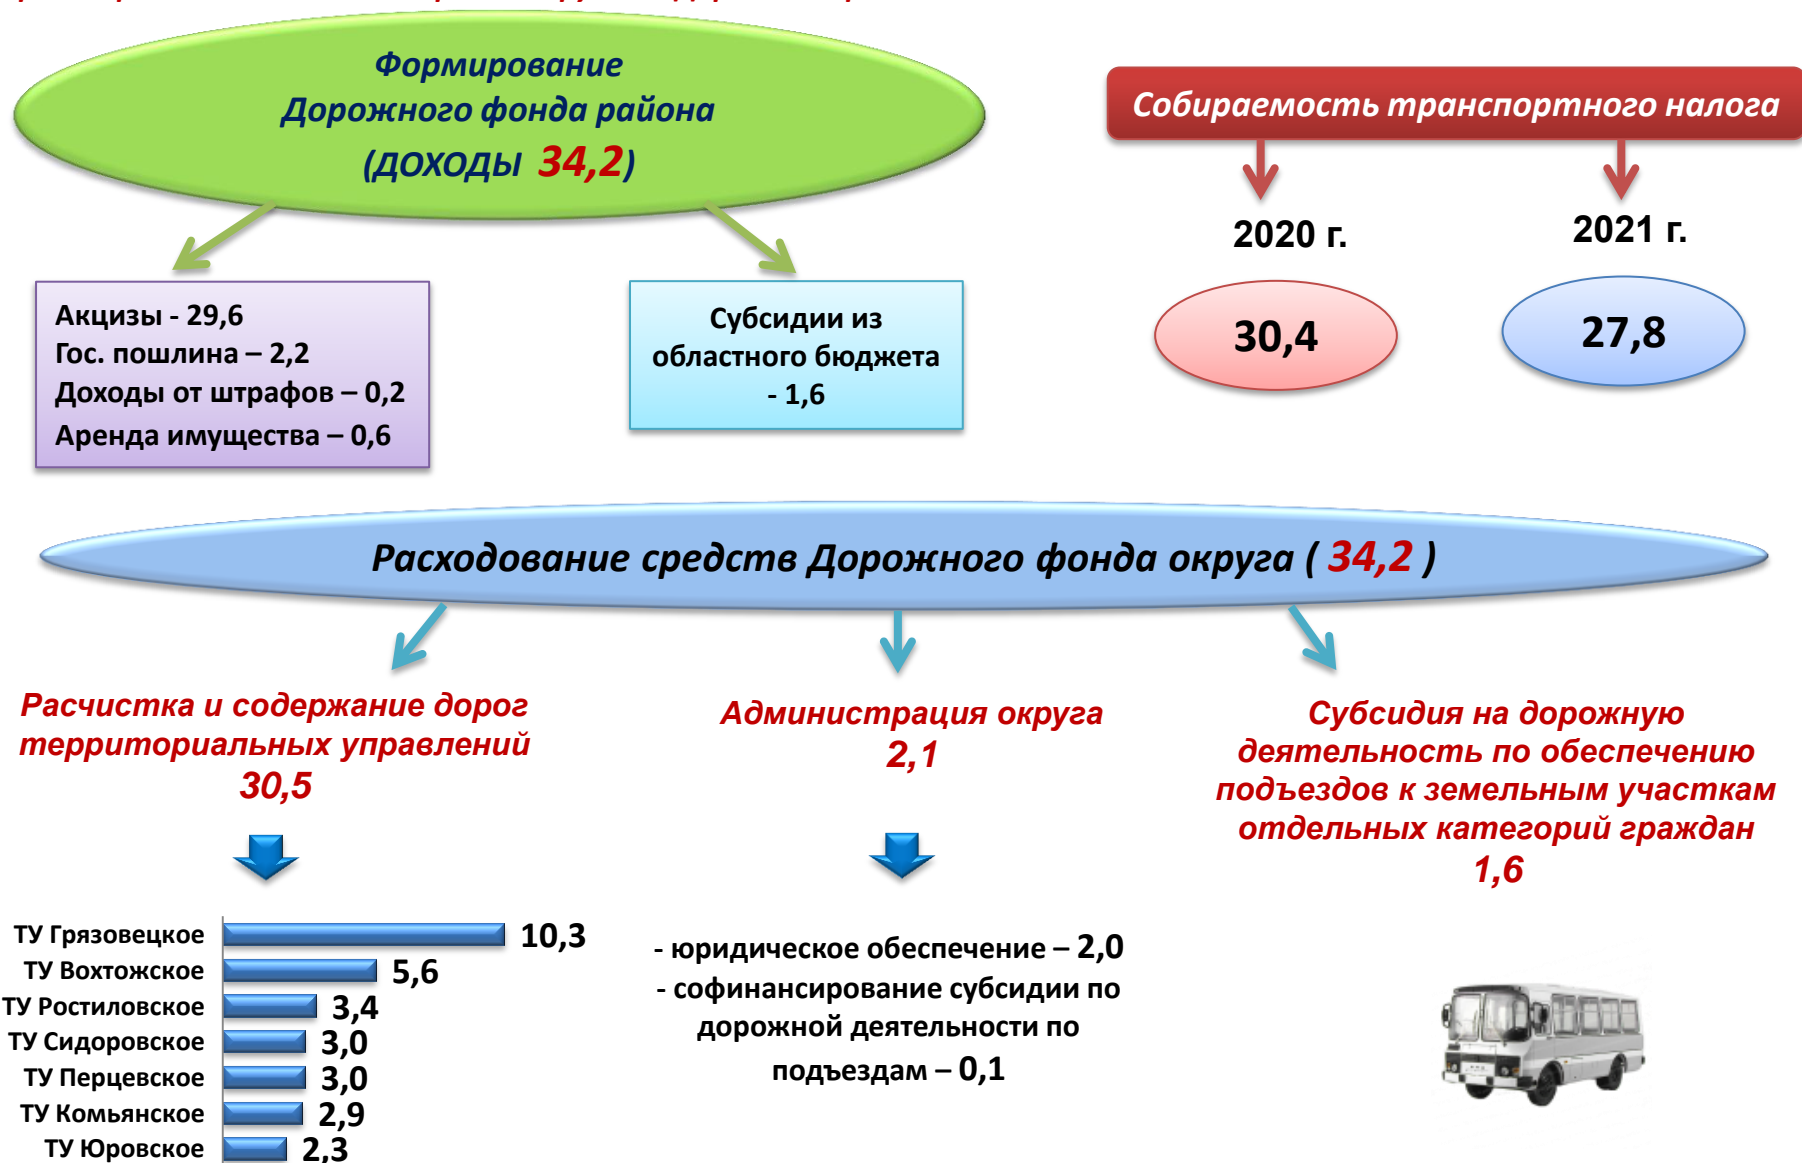 Формирование
Дорожного фонда района
(ДОХОДЫ 34,2)
Собираемость транспортного налога
2020 г.
2021 г.
30,4
27,8
Акцизы - 29,6
Гос. пошлина – 2,2
Доходы от штрафов – 0,2
Аренда имущества – 0,6
Субсидии из
областного бюджета
- 1,6
Расходование средств Дорожного фонда округа ( 34,2 )
Расчистка и содержание дорог
территориальных управлений
30,5
Администрация округа
2,1
Субсидия на дорожную
деятельность по обеспечению
подъездов к земельным участкам
отдельных категорий граждан
1,6
ТУ Грязовецкое 10,3
ТУ Вохтожское 5,6
ТУ Ростиловское 3,4
ТУ Сидоровское 3,0
ТУ Перцевское 3,0
ТУ Комьянское 2,9
ТУ Юровское 2,3
- юридическое обеспечение – 2,0
- софинансирование субсидии по
дорожной деятельности по
подъездам – 0,1